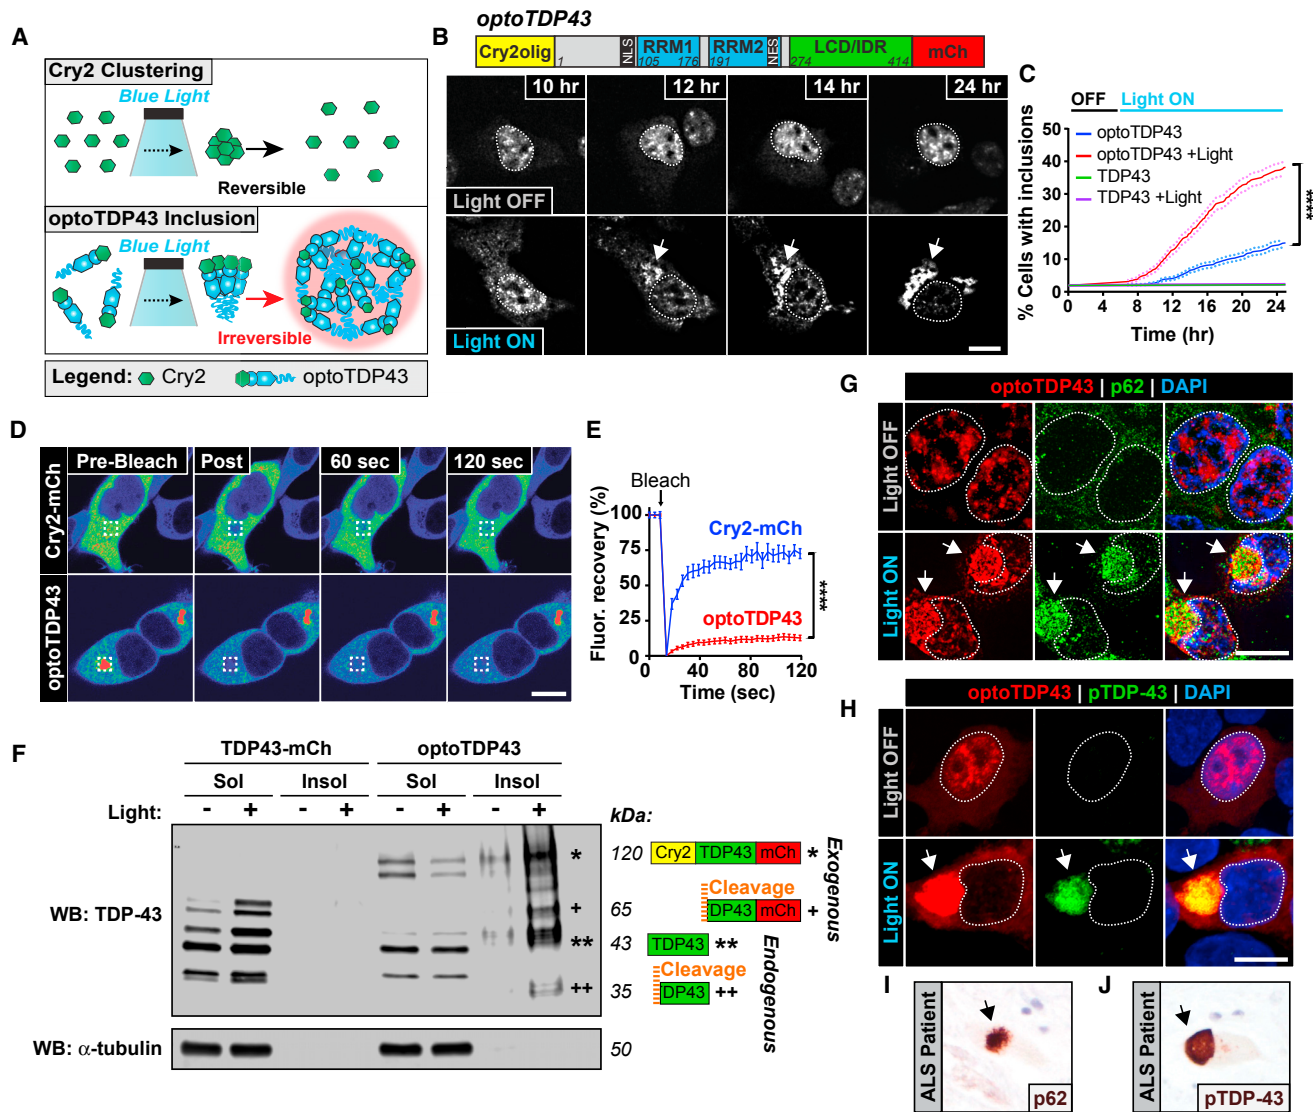 A
Cry2 Clustering
Blue Light
Reversible
optoTDP43 Inclusion
Blue Light
Irreversible
Legend: Cry2 optoTDP43
B
optoTDP43
Cry2olig 1 NLS RRM1 105 176 RRM2 191 NES LCD/IDR 274 414 mCh
10 hr 12 hr 14 hr 24 hr
Light OFF
Light ON
C
OFF Light ON
% Cells with inclusions
50
40
30
20
10
0
optoTDP43
optoTDP43 +Light
TDP43
TDP43 +Light
****
0 4 8 12 16 20 24
Time (hr)
D
Pre-Bleach Post 60 sec 120 sec
Cry2-mCh
optoTDP43
E
Bleach
Fluor. recovery (%)
100
75
50
25
0
Cry2-mCh
optoTDP43
****
0 40 80 120
Time (sec)
F
TDP43-mCh optoTDP43
Sol Insol Sol Insol
Light: - + - + - + - +
kDa:
WB: TDP-43
* 120 Cry2 TDP43 mCh *
Cleavage
+ 65 DP43 mCh +
Exogenous
** 43 TDP43 **
Cleavage
++ 35 DP43 ++
Endogenous
WB: α-tubulin 50
G
optoTDP43 | p62 | DAPI
Light OFF
Light ON
H
optoTDP43 | pTDP-43 | DAPI
Light OFF
Light ON
I
ALS Patient
p62
J
ALS Patient
pTDP-43